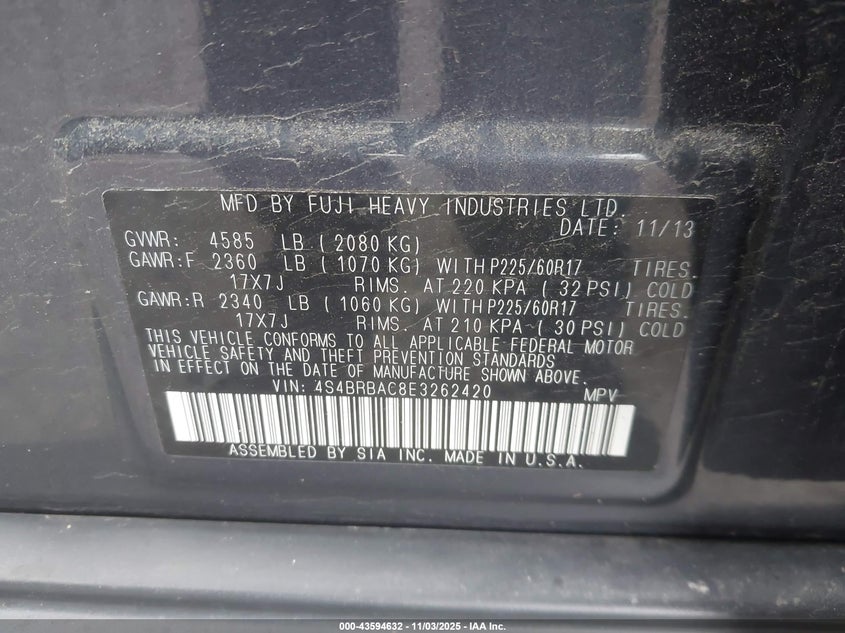 MFD BY FUJI HEAVY INDUSTRIES LTD.
DATE: 11/13
GVWR: 4585 LB ( 2080 KG)
GAWR:F 2360 LB ( 1070 KG) WITH P225/60R17 TIRES.
17X7J RIMS. AT 220 KPA ( 32 PSI) COLD
GAWR:R 2340 LB ( 1060 KG) WITH P225/60R17 TIRES.
17X7J RIMS. AT 210 KPA ( 30 PSI) COLD
THIS VEHICLE CONFORMS TO ALL APPLICABLE FEDERAL MOTOR
VEHICLE SAFETY AND THEFT PREVENTION STANDARDS
IN EFFECT ON THE DATE OF MANUFACTURE SHOWN ABOVE.
VIN: 4S4BRBAC8E3262420 MPV
ASSEMBLED BY SIA INC. MADE IN U.S.A.
000-43594632 - 11/03/2025 - IAA Inc.